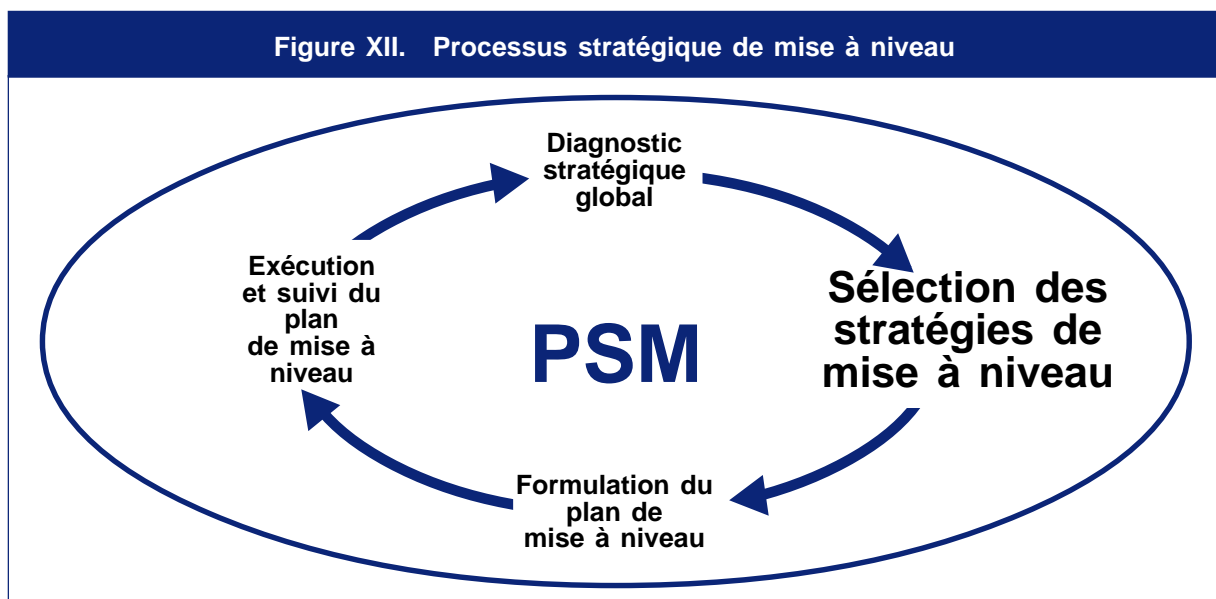 Figure XII. Processus stratégique de mise à niveau
Diagnostic
stratégique
global
Sélection des
stratégies de
mise à niveau
Exécution
et suivi du
plan
de mise à
niveau
PSM
Formulation du
plan de
mise à niveau